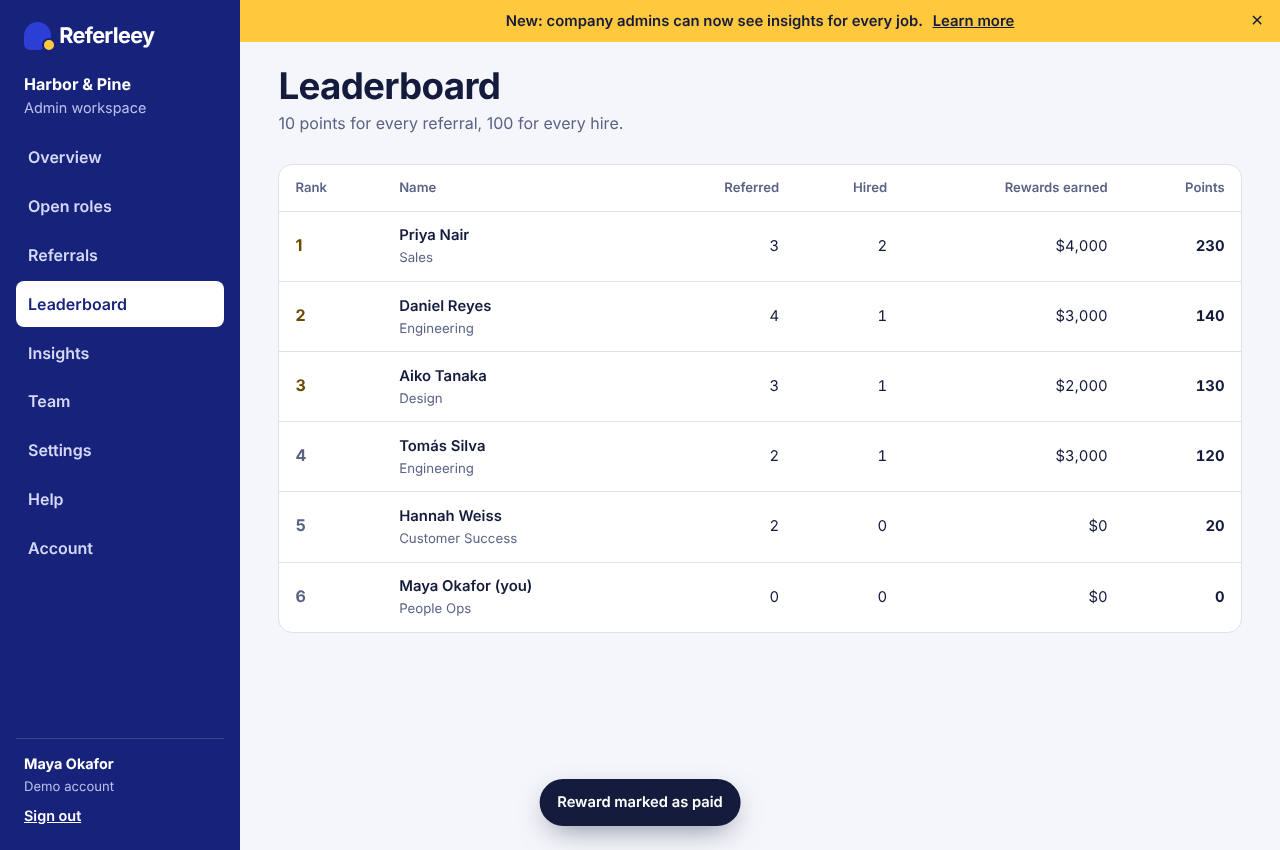 New: company admins can now see insights for every job. Learn more ×
Referleey
Harbor & Pine
Admin workspace
Overview
Open roles
Referrals
Leaderboard
Insights
Team
Settings
Help
Account
Maya Okafor
Demo account
Sign out
Leaderboard
10 points for every referral, 100 for every hire.
Rank Name Referred Hired Rewards earned Points
1 Priya Nair 3 2 $4,000 230
Sales
2 Daniel Reyes 4 1 $3,000 140
Engineering
3 Aiko Tanaka 3 1 $2,000 130
Design
4 Tomás Silva 2 1 $3,000 120
Engineering
5 Hannah Weiss 2 0 $0 20
Customer Success
6 Maya Okafor (you) 0 0 $0 0
People Ops
Reward marked as paid